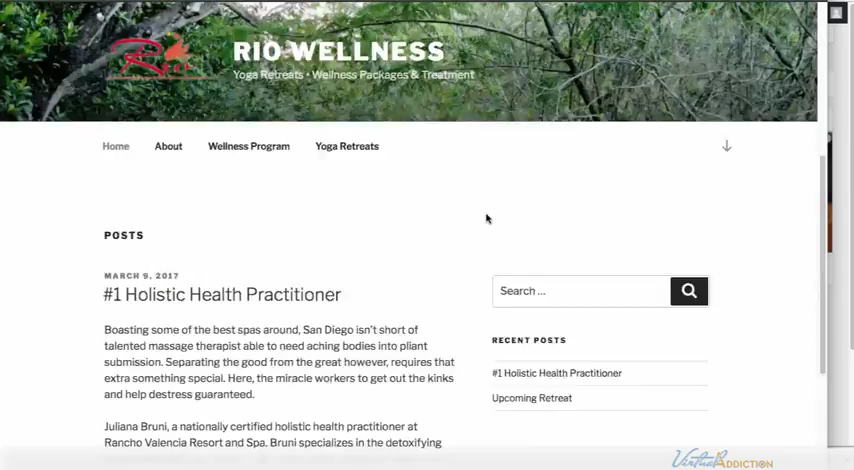 Rio
RIO WELLNESS
Yoga Retreats • Wellness Packages & Treatment
Home About Wellness Program Yoga Retreats
POSTS
MARCH 9, 2017
#1 Holistic Health Practitioner
Search ...
Boasting some of the best spas around, San Diego isn't short of
talented massage therapist able to need aching bodies into pliant
submission. Separating the good from the great however, requires that
extra something special. Here, the miracle workers to get out the kinks
and help destress guaranteed.
RECENT POSTS
#1 Holistic Health Practitioner
Upcoming Retreat
Juliana Bruni, a nationally certified holistic health practitioner at
Rancho Valencia Resort and Spa. Bruni specializes in the detoxifying
VirtualADDICTION